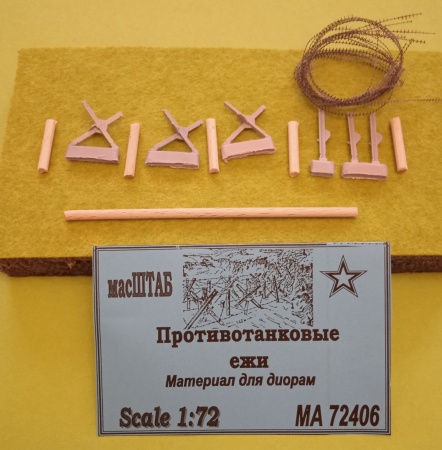 масШТАБ
Противотанковые
ежи
Материал для диорам
Scale 1:72 MA 72406